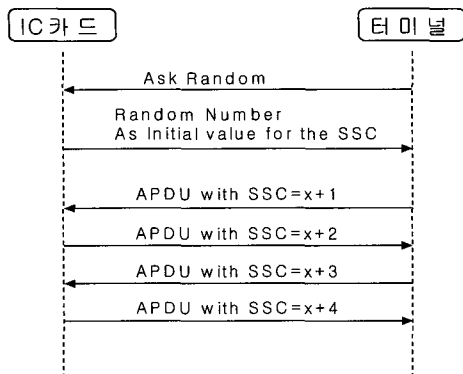 IC카드
터미널
Ask Random
Random Number
As Initial value for the SSC
APDU with SSC=x+1
APDU with SSC=x+2
APDU with SSC=x+3
APDU with SSC=x+4